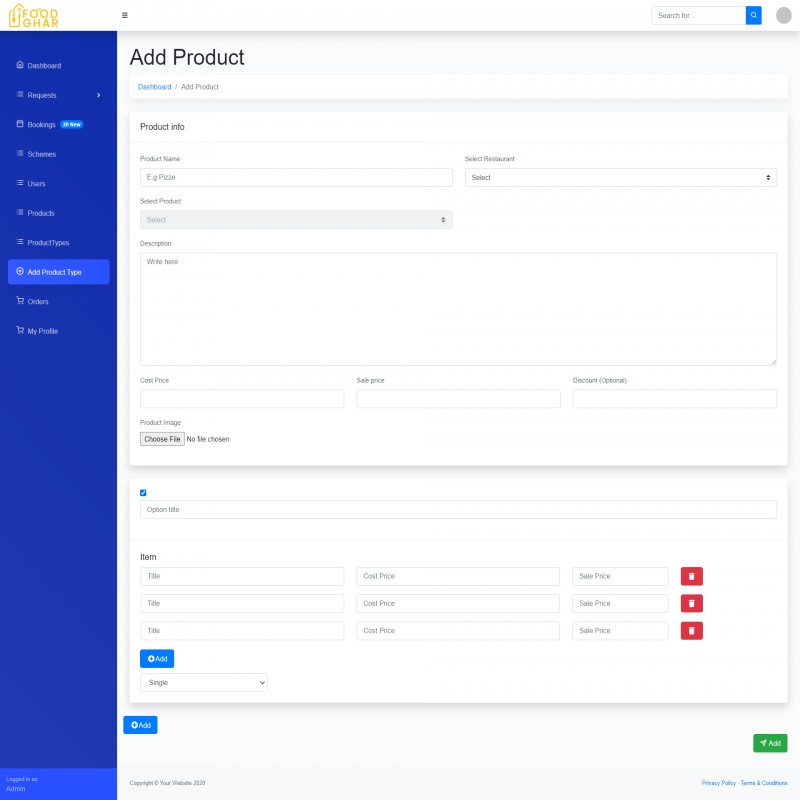 FOOD
GHAR
Search for...
Dashboard
Requests
Bookings 20 New
Schemes
Users
Products
ProductTypes
Add Product Type
Orders
My Profile
Logged in as:
Admin
Add Product
Dashboard / Add Product
Product info
Product Name Select Restaurant
E.g Pizze Select
Select Product
Select
Description
Write here
Cost Price Sale price Discount (Optional)
Product Image
Choose File No file chosen
Option title
Item
Title Cost Price Sale Price
Title Cost Price Sale Price
Title Cost Price Sale Price
Add
Single
Add
Add
Copyright © Your Website 2020 Privacy Policy · Terms & Conditions